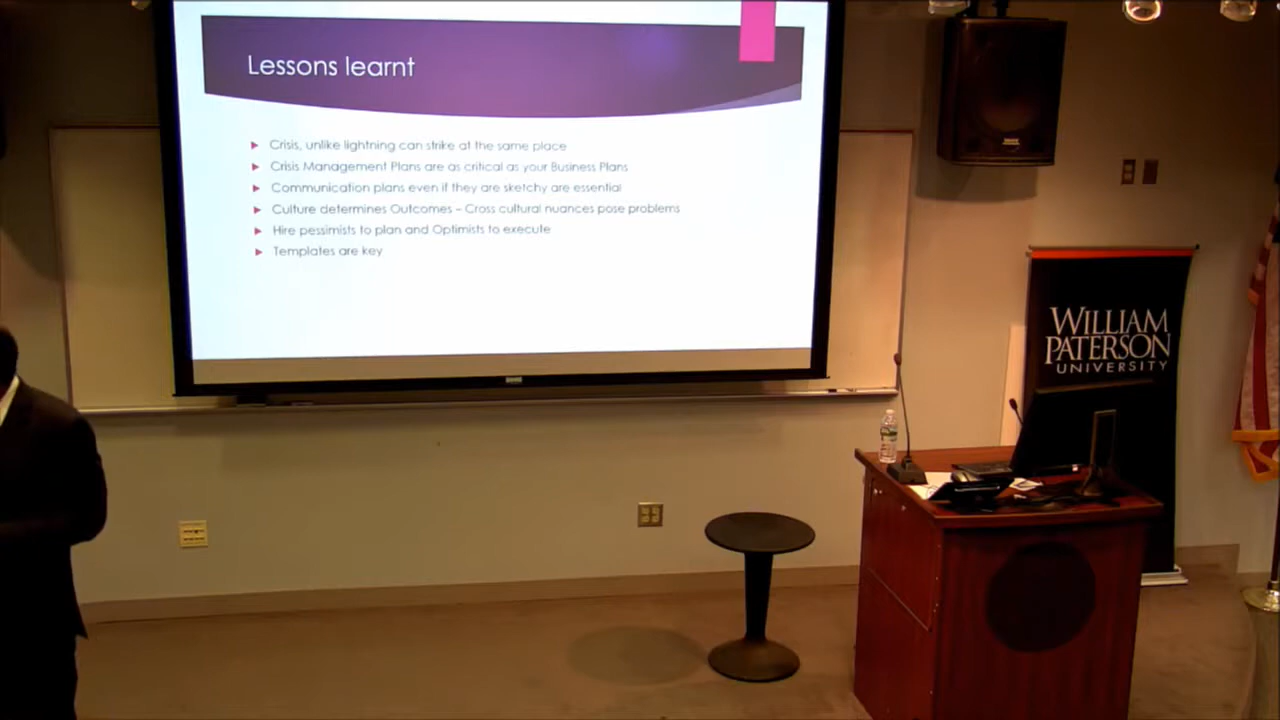 Lessons learnt
Crisis, unlike lightning can strike at the same place
Crisis Management Plans are as critical as your Business Plans
Communication plans even if they are sketchy are essential
Culture determines Outcomes – Cross cultural nuances pose problems
Hire pessimists to plan and Optimists to execute
Templates are key
WILLIAM
PATERSON
UNIVERSITY